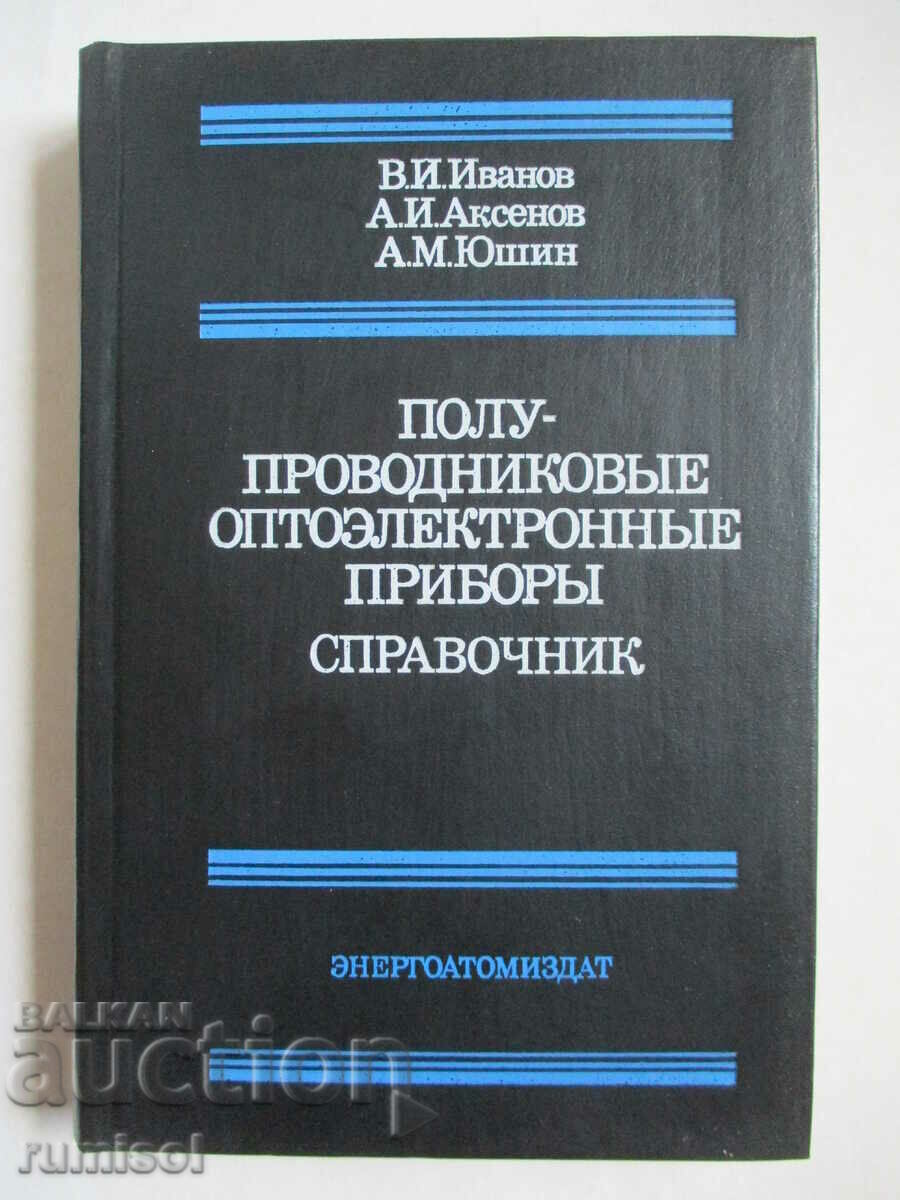 В.И.Иванов
А.И.Аксенов
А.М.Юшин
ПОЛУ-
ПРОВОДНИКОВЫЕ
ОПТОЭЛЕКТРОННЫЕ
ПРИБОРЫ
СПРАВОЧНИК
ЭНЕРГОАТОМИЗДАТ
BALKAN
auction
rumisol